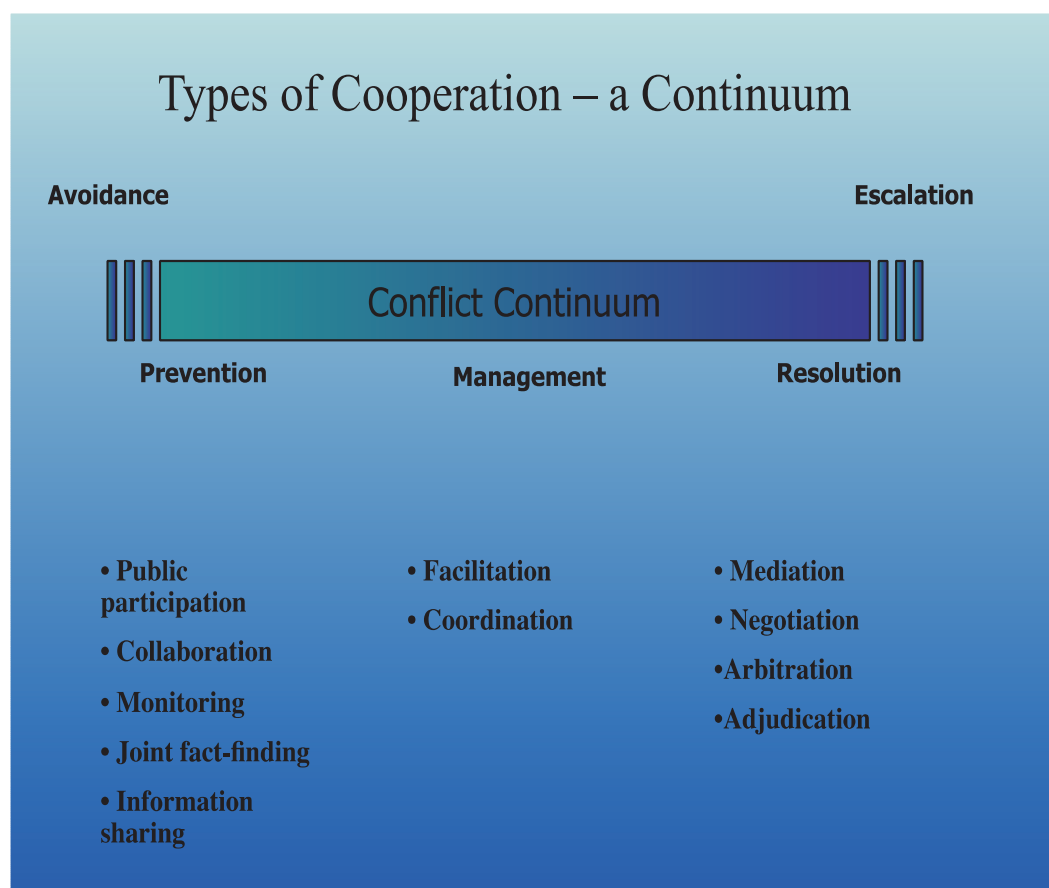 Types of Cooperation – a Continuum
Avoidance
Escalation
Conflict Continuum
Prevention
Management
Resolution
• Public
participation
• Collaboration
• Monitoring
• Joint fact-finding
• Information
sharing
• Facilitation
• Coordination
• Mediation
• Negotiation
•Arbitration
•Adjudication